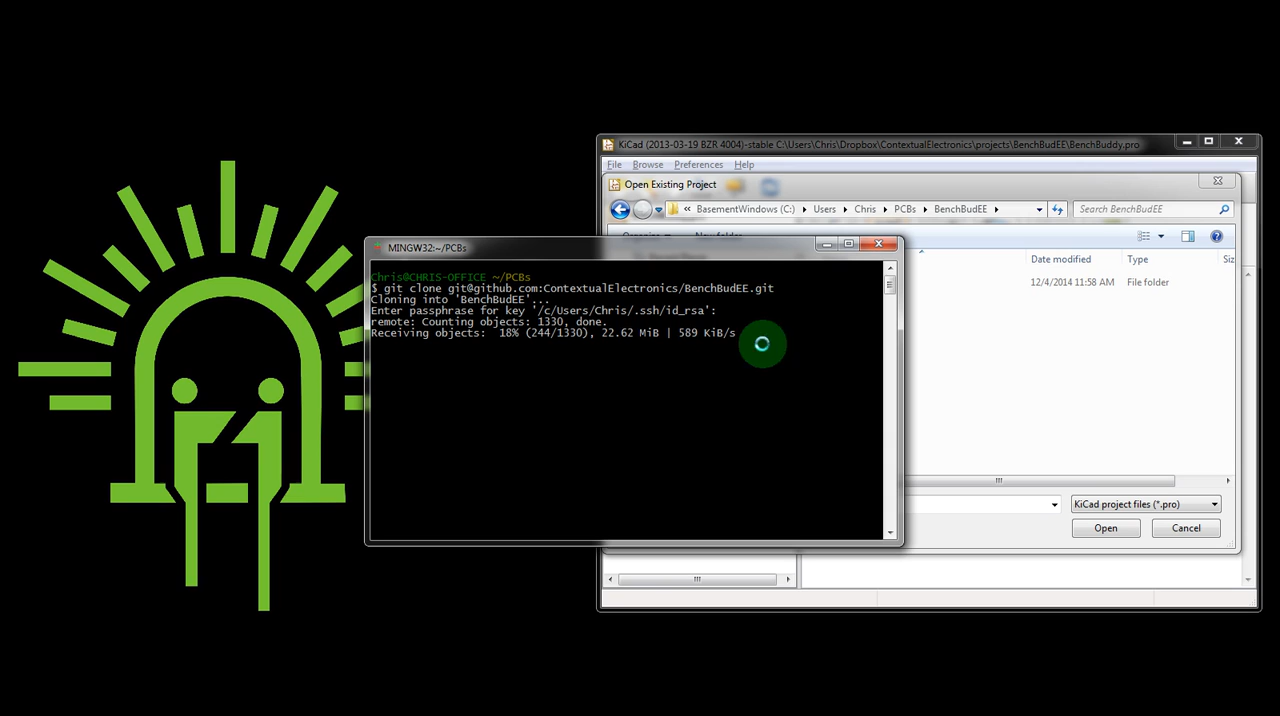 KiCad (2013-03-19 BZR 4004)-stable C:\Users\Chris\Dropbox\ContextualElectronics\projects\BenchBudEE\BenchBuddy.pro
File Browse Preferences Help
Open Existing Project
« BasementWindows (C:) Users Chris PCBs BenchBudEE Search BenchBudEE
Organize New folder
MINGW32:~/PCBs
Date modified Type Siz
12/4/2014 11:58 AM File folder
Chris@CHRIS-OFFICE ~/PCBs
$ git clone git@github.com:ContextualElectronics/BenchBudEE.git
Cloning into 'BenchBudEE'...
Enter passphrase for key '/c/Users/Chris/.ssh/id_rsa':
remote: Counting objects: 1330, done.
Receiving objects:  18% (244/1330), 22.62 MiB | 589 KiB/s
KiCad project files (*.pro)
Open Cancel